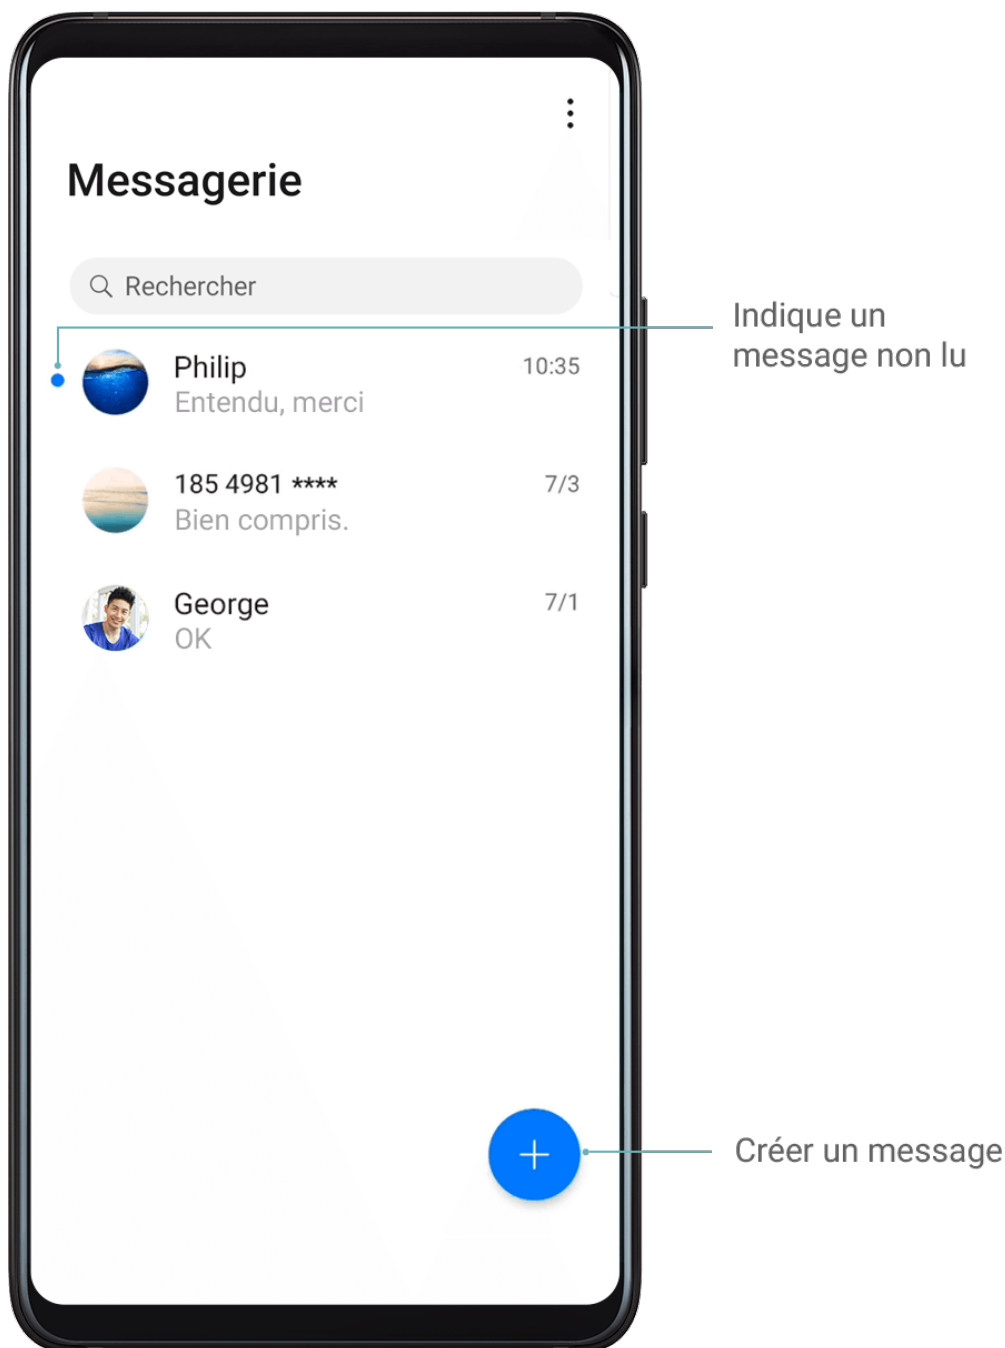 Messagerie
Rechercher
Indique un
message non lu
Philip
10:35
Entendu, merci
185 4981 ****
7/3
Bien compris.
George
7/1
OK
Créer un message